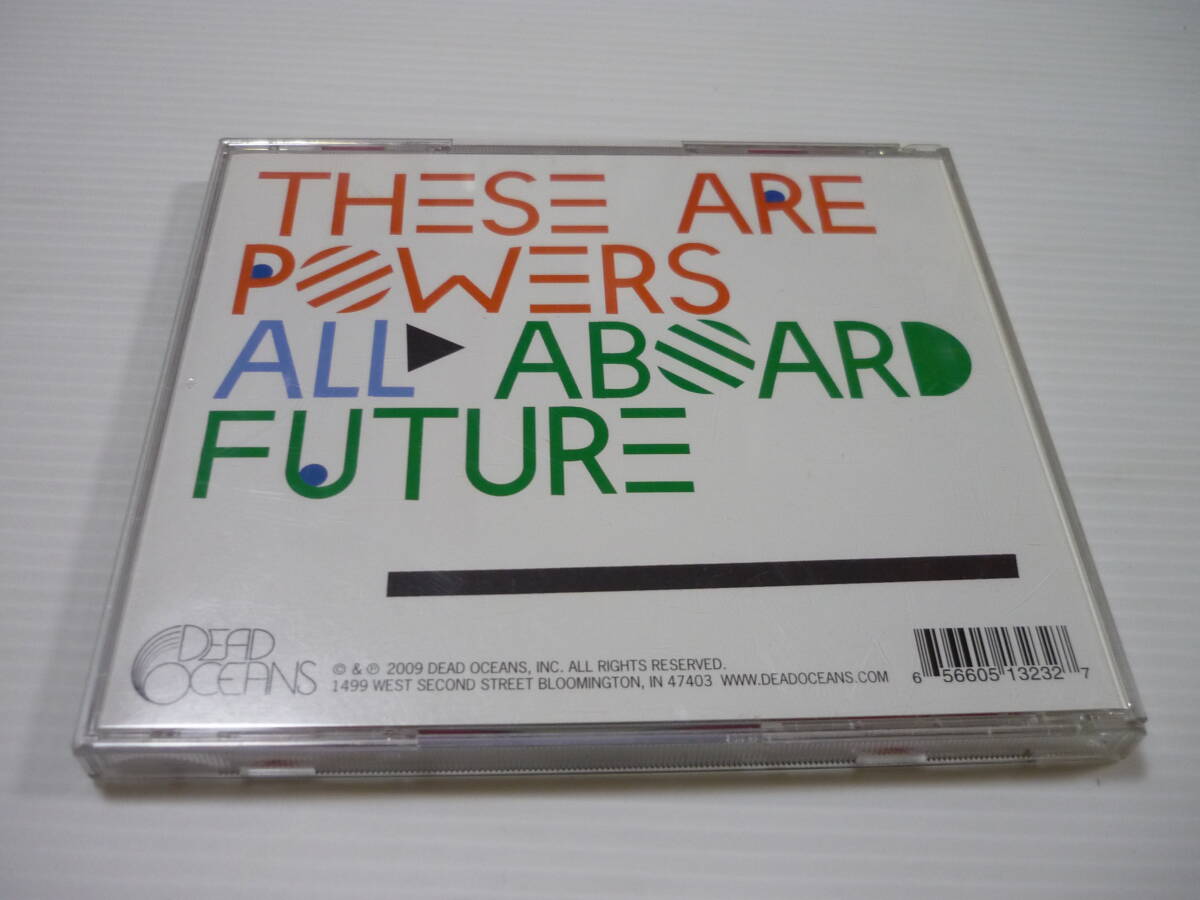 THESE ARE
POWERS
ALL ABOARD
FUTURE
DEAD
OCEANS
© & ℗ 2009 DEAD OCEANS, INC. ALL RIGHTS RESERVED.
1499 WEST SECOND STREET BLOOMINGTON, IN 47403 WWW.DEADOCEANS.COM
6 56605 13232 7